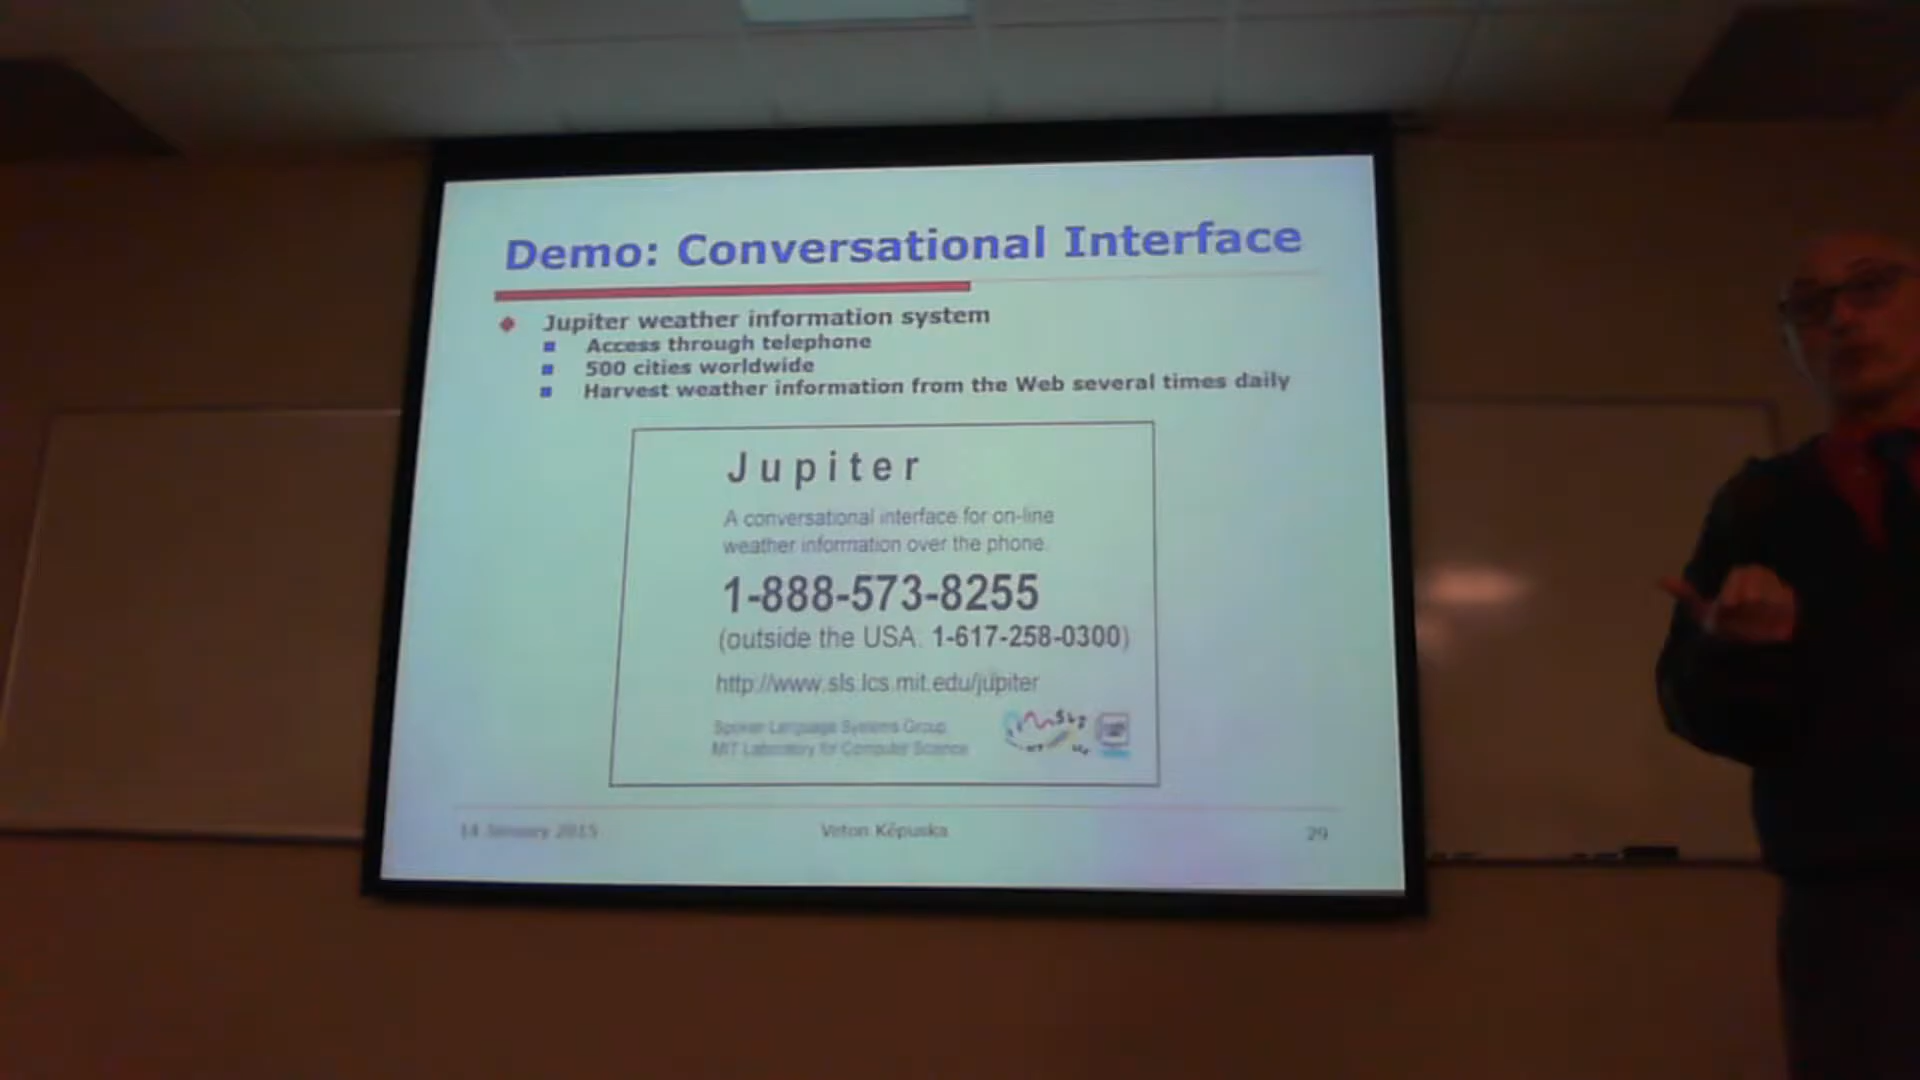 Demo: Conversational Interface
Jupiter weather information system
Access through telephone
500 cities worldwide
Harvest weather information from the Web several times daily
Jupiter
A conversational interface for on-line
weather information over the phone.
1-888-573-8255
(outside the USA. 1-617-258-0300)
http://www.sls.lcs.mit.edu/jupiter
Spoken Language Systems Group
MIT Laboratory for Computer Science
14 January 2015
Veton Këpuska
29